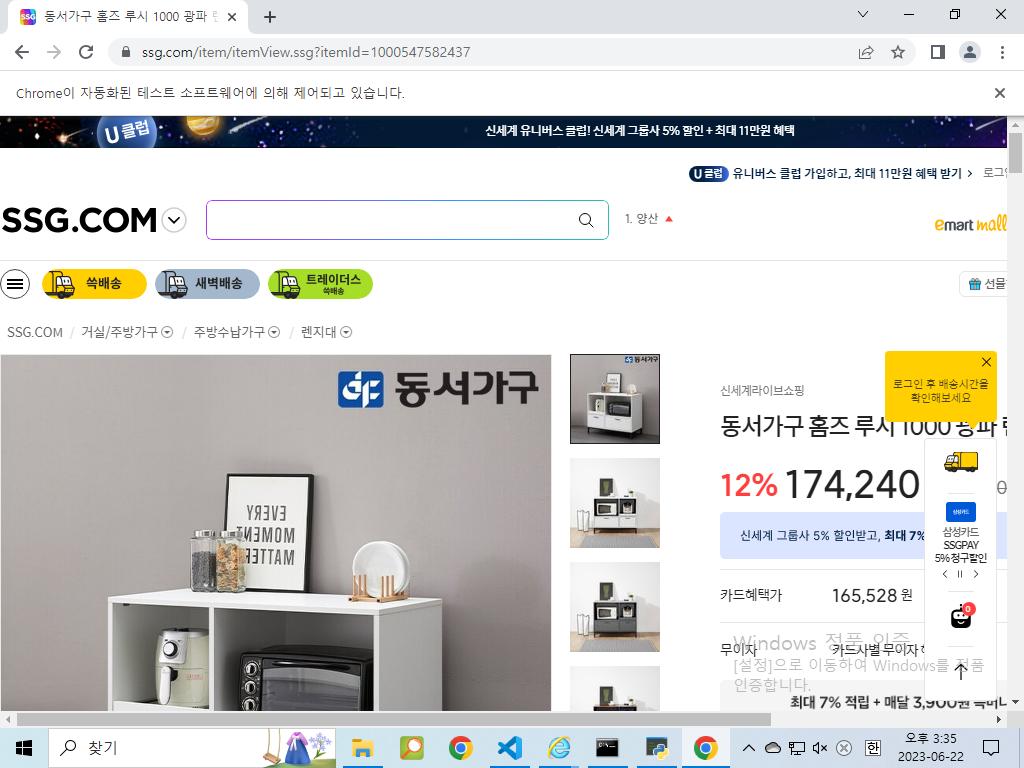 동서가구 홈즈 루시 1000 광파 렌
ssg.com/item/itemView.ssg?itemId=1000547582437
Chrome이 자동화된 테스트 소프트웨어에 의해 제어되고 있습니다.
U클럽
신세계 유니버스 클럽! 신세계 그룹사 5% 할인 + 최대 11만원 혜택
U클럽 유니버스 클럽 가입하고, 최대 11만원 혜택 받기 > 로그인
SSG.COM
1. 양산
emart mall
쓱배송
새벽배송
트레이더스
쓱배송
선물
SSG.COM / 거실/주방가구 / 주방수납가구 / 렌지대
동서가구
동서가구
EVERY
MOMENT
MATTERS
로그인 후 배송시간을
확인해보세요
신세계라이브쇼핑
동서가구 홈즈 루시 1000 광파 렌
12% 174,240
신세계 그룹사 5% 할인받고, 최대 7%
삼성카드
삼성카드
SSGPAY
5% 청구할인
카드혜택가 165,528 원
0
무이자 카드사별 무이자
Windows 정품 인증
[설정]으로 이동하여 Windows를 정품
인증합니다.
최대 7% 적립 + 매달 3,900원 쓱머니
찾기
한
오후 3:35
2023-06-22